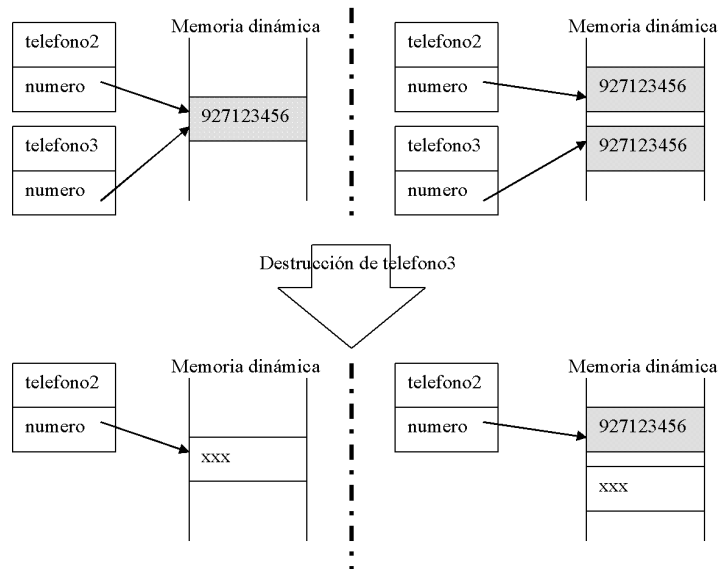 telefono2
Memoria dinámica
numero
927123456
telefono3
numero
telefono2
Memoria dinámica
numero
927123456
telefono3
927123456
numero
Destrucción de telefono3
telefono2
Memoria dinámica
numero
xxx
telefono2
Memoria dinámica
numero
927123456
xxx